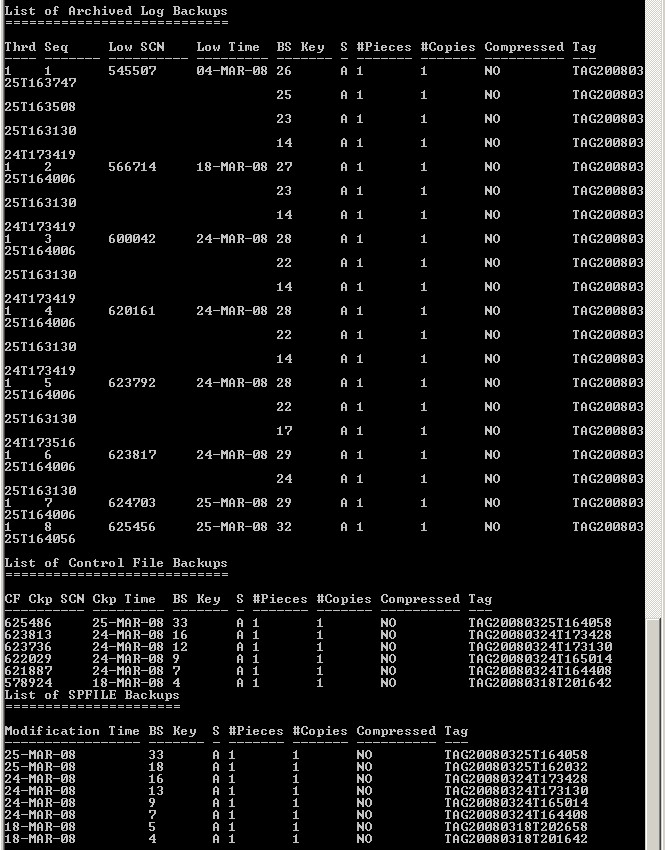 List of Archived Log Backups
============================
Thrd Seq     Low SCN    Low Time  BS Key  S #Pieces #Copies Compressed Tag
---- ------- ---------- --------- ------- - ------- ------- ---------- ---
1    1       545507     04-MAR-08 26      A 1       1       NO         TAG200803
25T163747
                                  25      A 1       1       NO         TAG200803
25T163508
                                  23      A 1       1       NO         TAG200803
25T163130
                                  14      A 1       1       NO         TAG200803
24T173419
1    2       566714     18-MAR-08 27      A 1       1       NO         TAG200803
25T164006
                                  23      A 1       1       NO         TAG200803
25T163130
                                  14      A 1       1       NO         TAG200803
24T173419
1    3       600042     24-MAR-08 28      A 1       1       NO         TAG200803
25T164006
                                  22      A 1       1       NO         TAG200803
25T163130
                                  14      A 1       1       NO         TAG200803
24T173419
1    4       620161     24-MAR-08 28      A 1       1       NO         TAG200803
25T164006
                                  22      A 1       1       NO         TAG200803
25T163130
                                  14      A 1       1       NO         TAG200803
24T173419
1    5       623792     24-MAR-08 28      A 1       1       NO         TAG200803
25T164006
                                  22      A 1       1       NO         TAG200803
25T163130
                                  17      A 1       1       NO         TAG200803
24T173516
1    6       623817     24-MAR-08 29      A 1       1       NO         TAG200803
25T164006
                                  24      A 1       1       NO         TAG200803
25T163130
1    7       624703     25-MAR-08 29      A 1       1       NO         TAG200803
25T164006
1    8       625456     25-MAR-08 32      A 1       1       NO         TAG200803
25T164056
List of Control File Backups
============================
CF Ckp SCN Ckp Time  BS Key  S #Pieces #Copies Compressed Tag
---------- --------- ------- - ------- ------- ---------- ---
625486     25-MAR-08 33      A 1       1       NO         TAG20080325T164058
623813     24-MAR-08 16      A 1       1       NO         TAG20080324T173428
623736     24-MAR-08 12      A 1       1       NO         TAG20080324T173130
622029     24-MAR-08 9       A 1       1       NO         TAG20080324T165014
621887     24-MAR-08 7       A 1       1       NO         TAG20080324T164408
578924     18-MAR-08 4       A 1       1       NO         TAG20080318T201642
List of SPFILE Backups
======================
Modification Time BS Key  S #Pieces #Copies Compressed Tag
----------------- ------- - ------- ------- ---------- ---
25-MAR-08         33      A 1       1       NO         TAG20080325T164058
25-MAR-08         18      A 1       1       NO         TAG20080325T162032
24-MAR-08         16      A 1       1       NO         TAG20080324T173428
24-MAR-08         13      A 1       1       NO         TAG20080324T173130
24-MAR-08         9       A 1       1       NO         TAG20080324T165014
24-MAR-08         7       A 1       1       NO         TAG20080324T164408
18-MAR-08         5       A 1       1       NO         TAG20080318T202658
18-MAR-08         4       A 1       1       NO         TAG20080318T201642